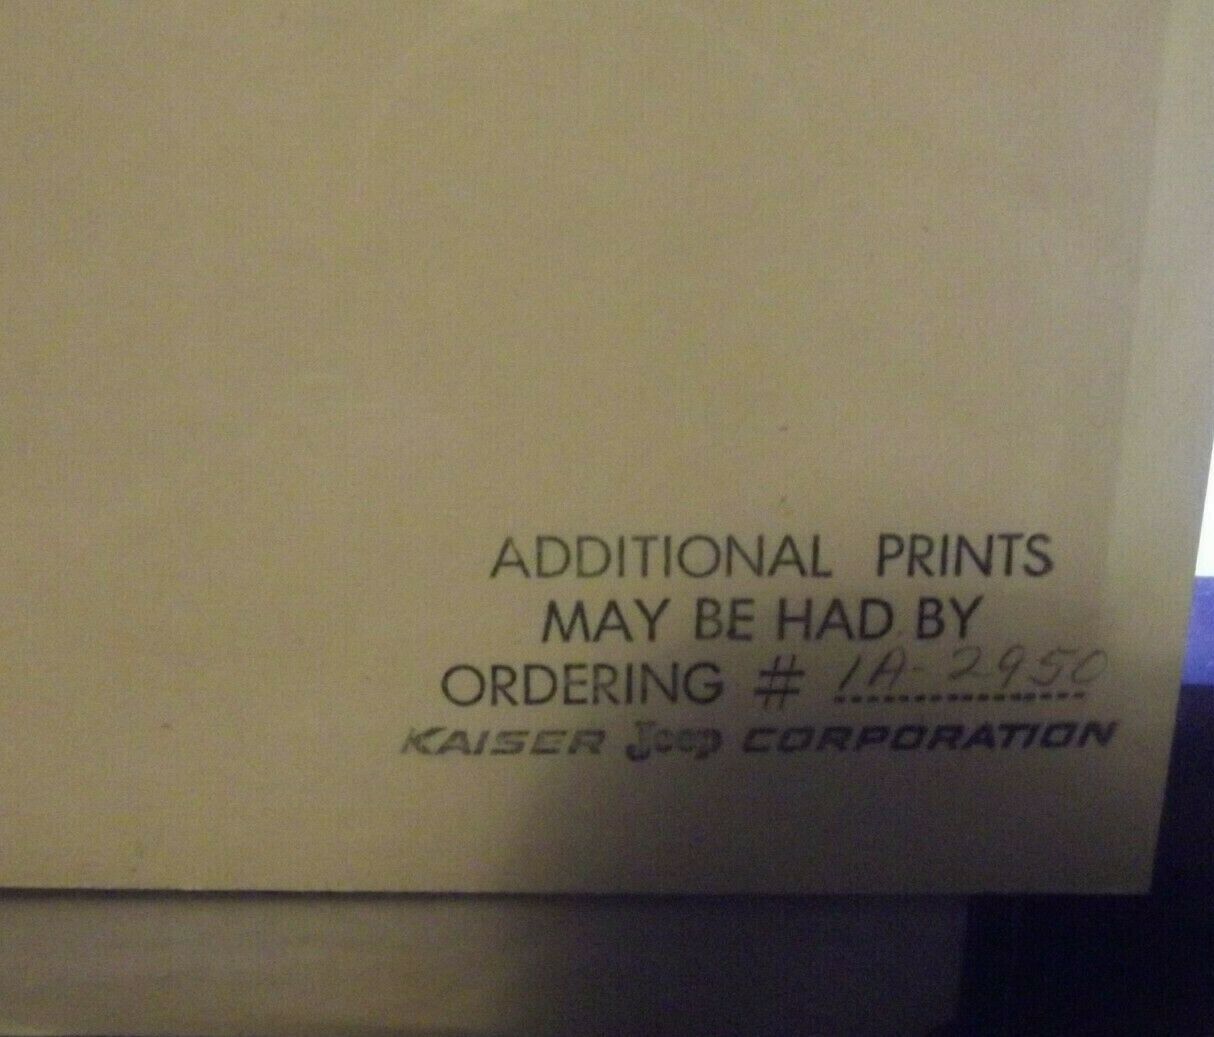 ADDITIONAL PRINTS
MAY BE HAD BY
ORDERING # 1A-2950
KAISER Jeep CORPORATION